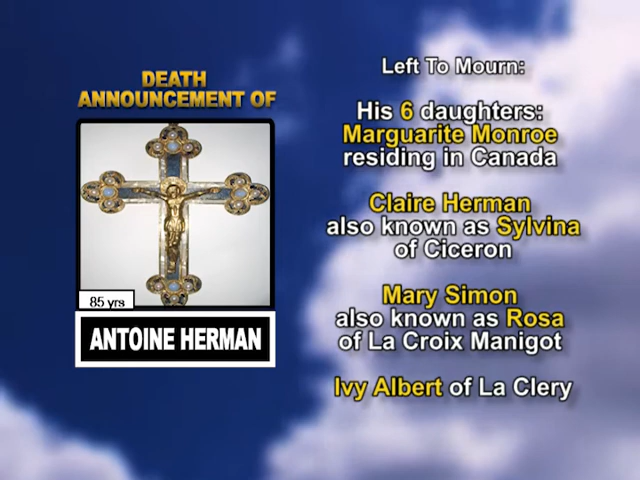 DEATH
ANNOUNCEMENT OF
85 yrs
ANTOINE HERMAN
Left To Mourn:
His 6 daughters:
Marguarite Monroe
residing in Canada
Claire Herman
also known as Sylvina
of Ciceron
Mary Simon
also known as Rosa
of La Croix Manigot
Ivy Albert of La Clery